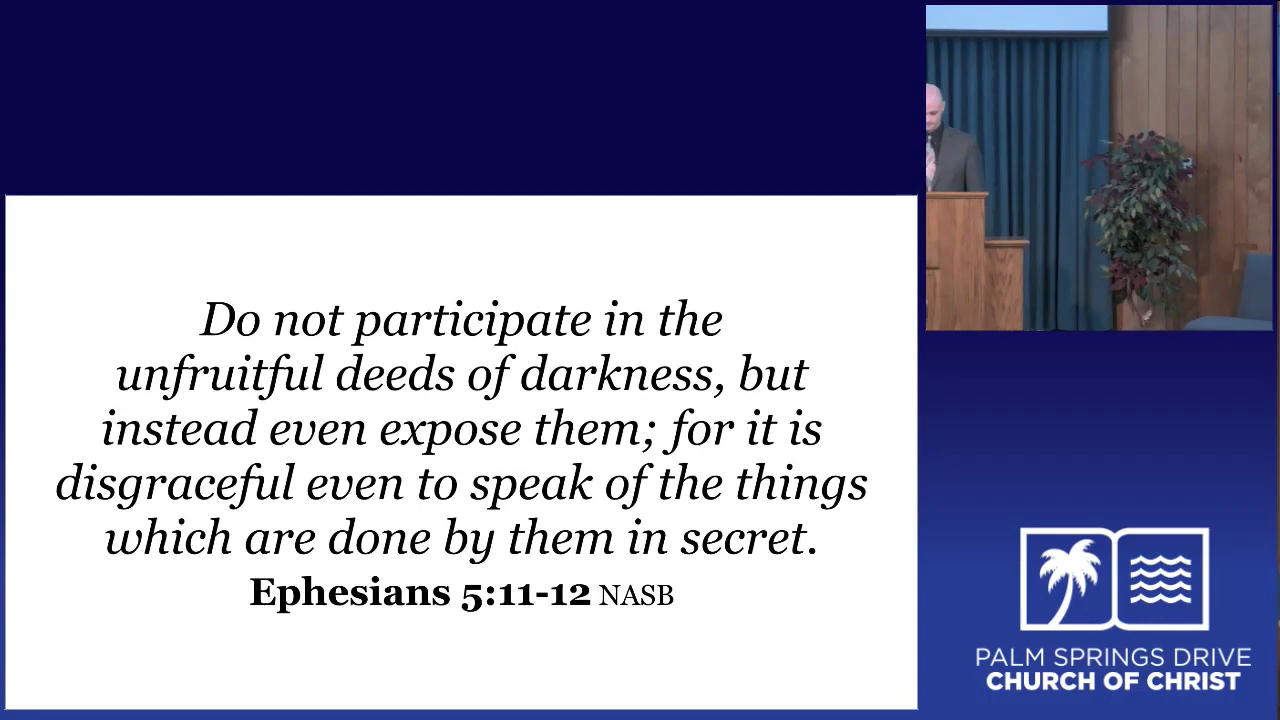 Do not participate in the
unfruitful deeds of darkness, but
instead even expose them; for it is
disgraceful even to speak of the things
which are done by them in secret.
Ephesians 5:11-12 NASB
PALM SPRINGS DRIVE
CHURCH OF CHRIST